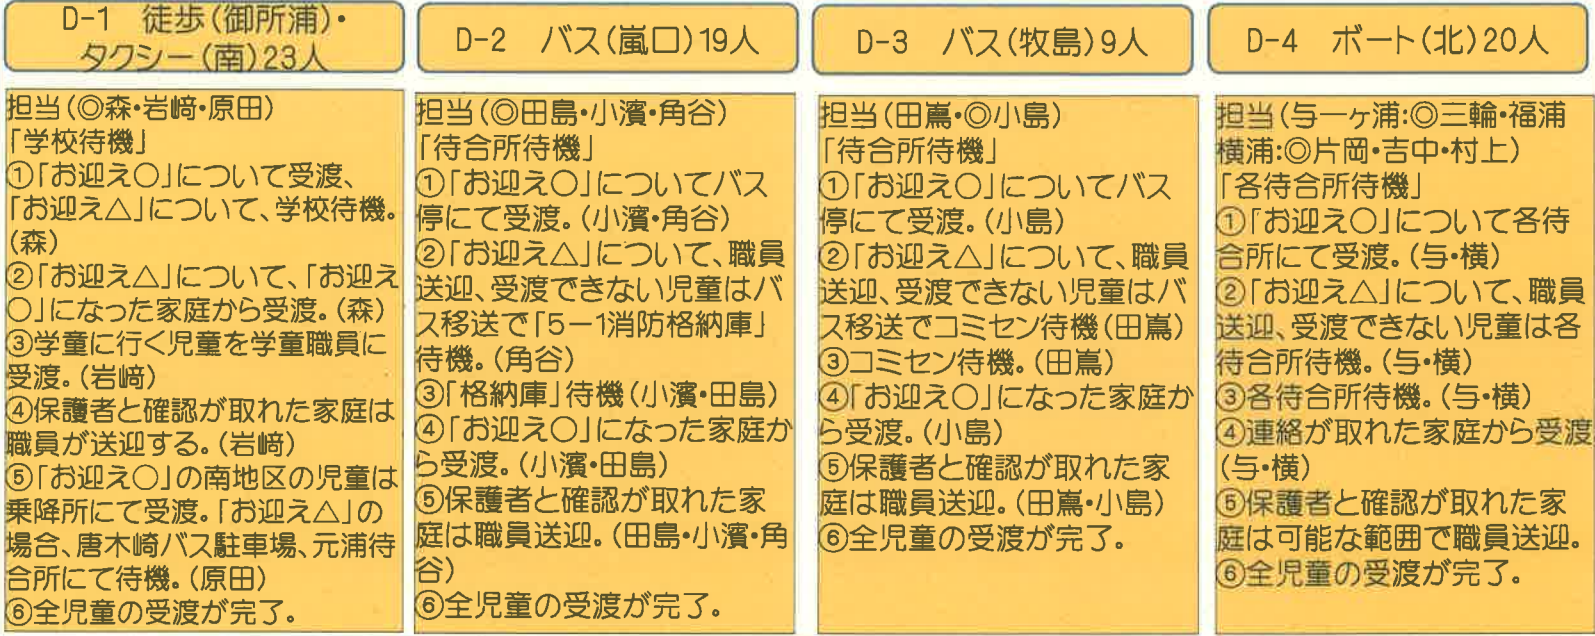 D-1　徒歩(御所浦)・
タクシー(南)23人
担当(◎森・岩﨑・原田)
「学校待機」
①「お迎え○」について受渡、
「お迎え△」について、学校待機。
(森)
②「お迎え△」について、「お迎え
○」になった家庭から受渡。(森)
③学童に行く児童を学童職員に
受渡。(岩﨑)
④保護者と確認が取れた家庭は
職員が送迎する。(岩﨑)
⑤「お迎え○」の南地区の児童は
乗降所にて受渡。「お迎え△」の
場合、唐木崎バス駐車場、元浦待
合所にて待機。(原田)
⑥全児童の受渡が完了。
D-2　バス(嵐口)19人
担当(◎田島・小濱・角谷)
「待合所待機」
①「お迎え○」についてバス
停にて受渡。(小濱・角谷)
②「お迎え△」について、職員
送迎、受渡できない児童はバ
ス移送で「5－1消防格納庫」
待機。(角谷)
③「格納庫」待機(小濱・田島)
④「お迎え○」になった家庭か
ら受渡。(小濱・田島)
⑤保護者と確認が取れた家
庭は職員送迎。(田島・小濱・角
谷)
⑥全児童の受渡が完了。
D-3　バス(牧島)9人
担当(田嶌・◎小島)
「待合所待機」
①「お迎え○」についてバス
停にて受渡。(小島)
②「お迎え△」について、職員
送迎、受渡できない児童はバ
ス移送でコミセン待機(田嶌)
③コミセン待機。(田嶌)
④「お迎え○」になった家庭か
ら受渡。(小島)
⑤保護者と確認が取れた家
庭は職員送迎。(田嶌・小島)
⑥全児童の受渡が完了。
D-4　ボート(北)20人
担当(与一ヶ浦:◎三輪・福浦
横浦:◎片岡・吉中・村上)
「各待合所待機」
①「お迎え○」について各待
合所にて受渡。(与・横)
②「お迎え△」について、職員
送迎、受渡できない児童は各
待合所待機。(与・横)
③各待合所待機。(与・横)
④連絡が取れた家庭から受渡
(与・横)
⑤保護者と確認が取れた家
庭は可能な範囲で職員送迎。
⑥全児童の受渡が完了。